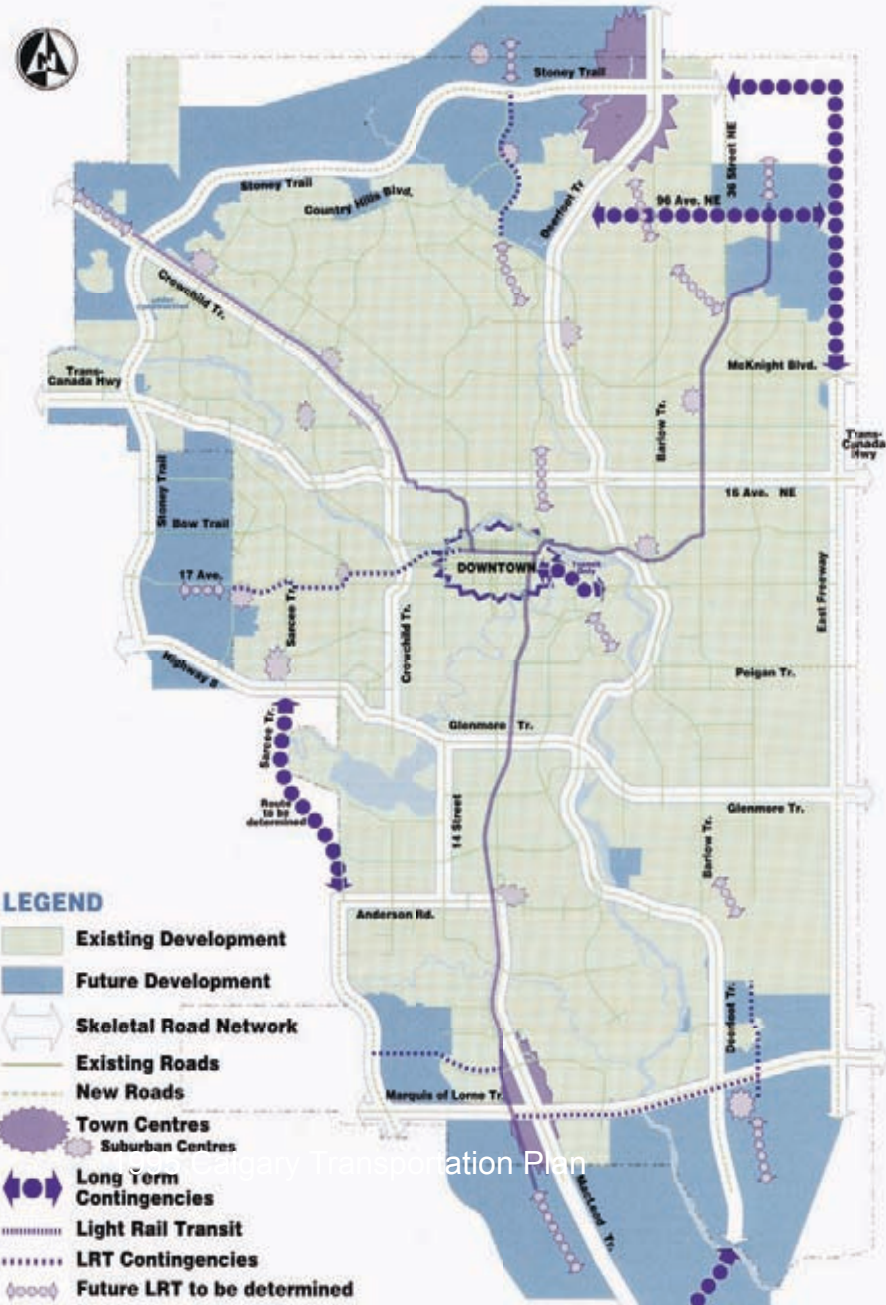 N
Stoney Trail
36 Street NE
Stoney Trail
Country Hills Blvd.
Deerfoot Tr
96 Ave. NE
Crowchild Tr.
under
construction
Trans-
Canada Hwy
McKnight Blvd.
Barlow Tr.
Trans-
Canada
Hwy
Stoney Trail
16 Ave. NE
Bow Trail
DOWNTOWN
Transit
Only
17 Ave.
Sarcee Tr.
Crowchild Tr.
East Freeway
Highway 8
Peigan Tr.
Sarcee Tr.
Glenmore Tr.
Route
to be
determined
14 Street
Glenmore Tr.
Barlow Tr.
Anderson Rd.
Deerfoot Tr.
Marquis of Lorne Tr.
MacLeod Tr.
LEGEND
Existing Development
Future Development
Skeletal Road Network
Existing Roads
New Roads
Town Centres
Suburban Centres
1995 Calgary Transportation Plan
Long Term
Contingencies
Light Rail Transit
LRT Contingencies
Future LRT to be determined